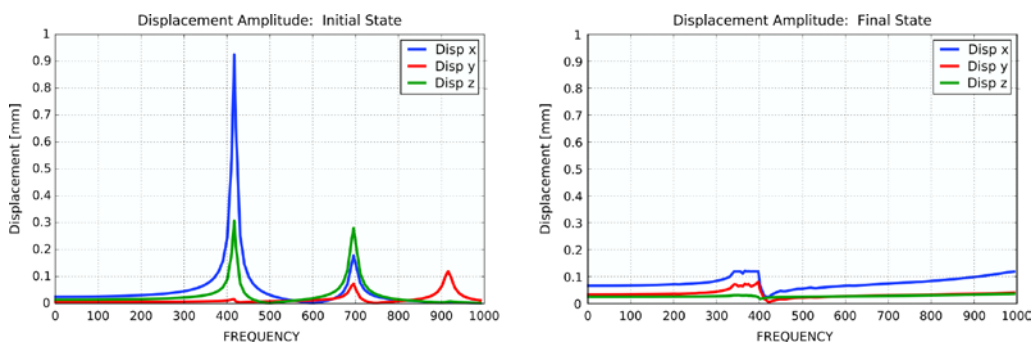 Displacement Amplitude: Initial State
Displacement [mm]
1
0.9
0.8
0.7
0.6
0.5
0.4
0.3
0.2
0.1
0
Disp x
Disp y
Disp z
0 100 200 300 400 500 600 700 800 900 1000
FREQUENCY
Displacement Amplitude: Final State
Displacement [mm]
1
0.9
0.8
0.7
0.6
0.5
0.4
0.3
0.2
0.1
0
Disp x
Disp y
Disp z
0 100 200 300 400 500 600 700 800 900 1000
FREQUENCY